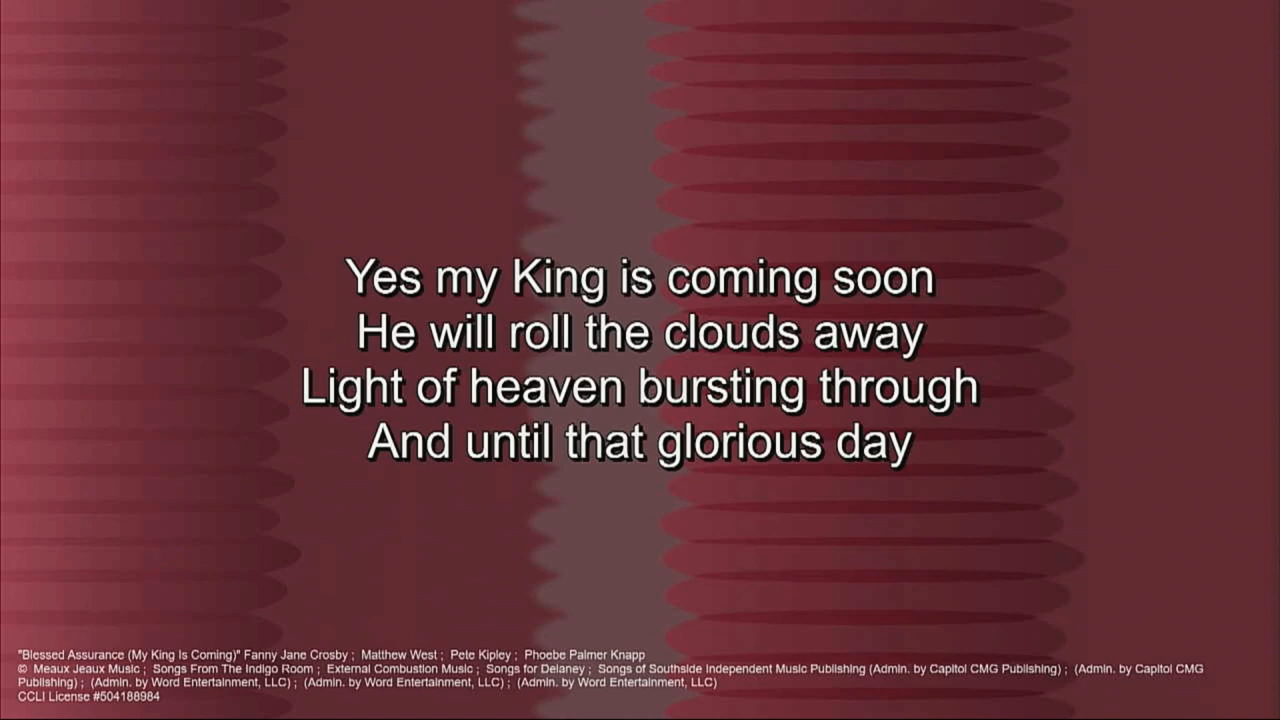 Yes my King is coming soon
He will roll the clouds away
Light of heaven bursting through
And until that glorious day
"Blessed Assurance (My King Is Coming)" Fanny Jane Crosby ;  Matthew West ;  Pete Kipley ;  Phoebe Palmer Knapp
©  Meaux Jeaux Music ;  Songs From The Indigo Room ;  External Combustion Music ;  Songs for Delaney ;  Songs of Southside Independent Music Publishing (Admin. by Capitol CMG Publishing) ;  (Admin. by Capitol CMG
Publishing) ;  (Admin. by Word Entertainment, LLC) ;  (Admin. by Word Entertainment, LLC) ;  (Admin. by Word Entertainment, LLC)
CCLI License #504188984